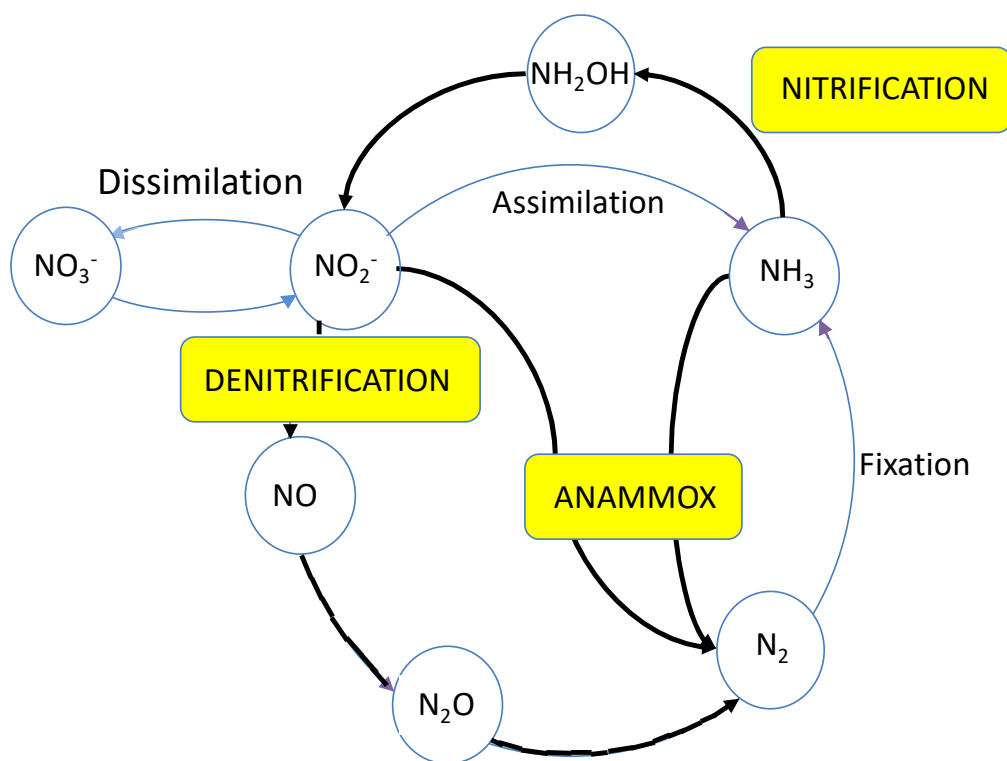 NH₂OH
NITRIFICATION
Dissimilation
Assimilation
NO₃⁻
NO₂⁻
NH₃
DENITRIFICATION
Fixation
NO
ANAMMOX
N₂
N₂O